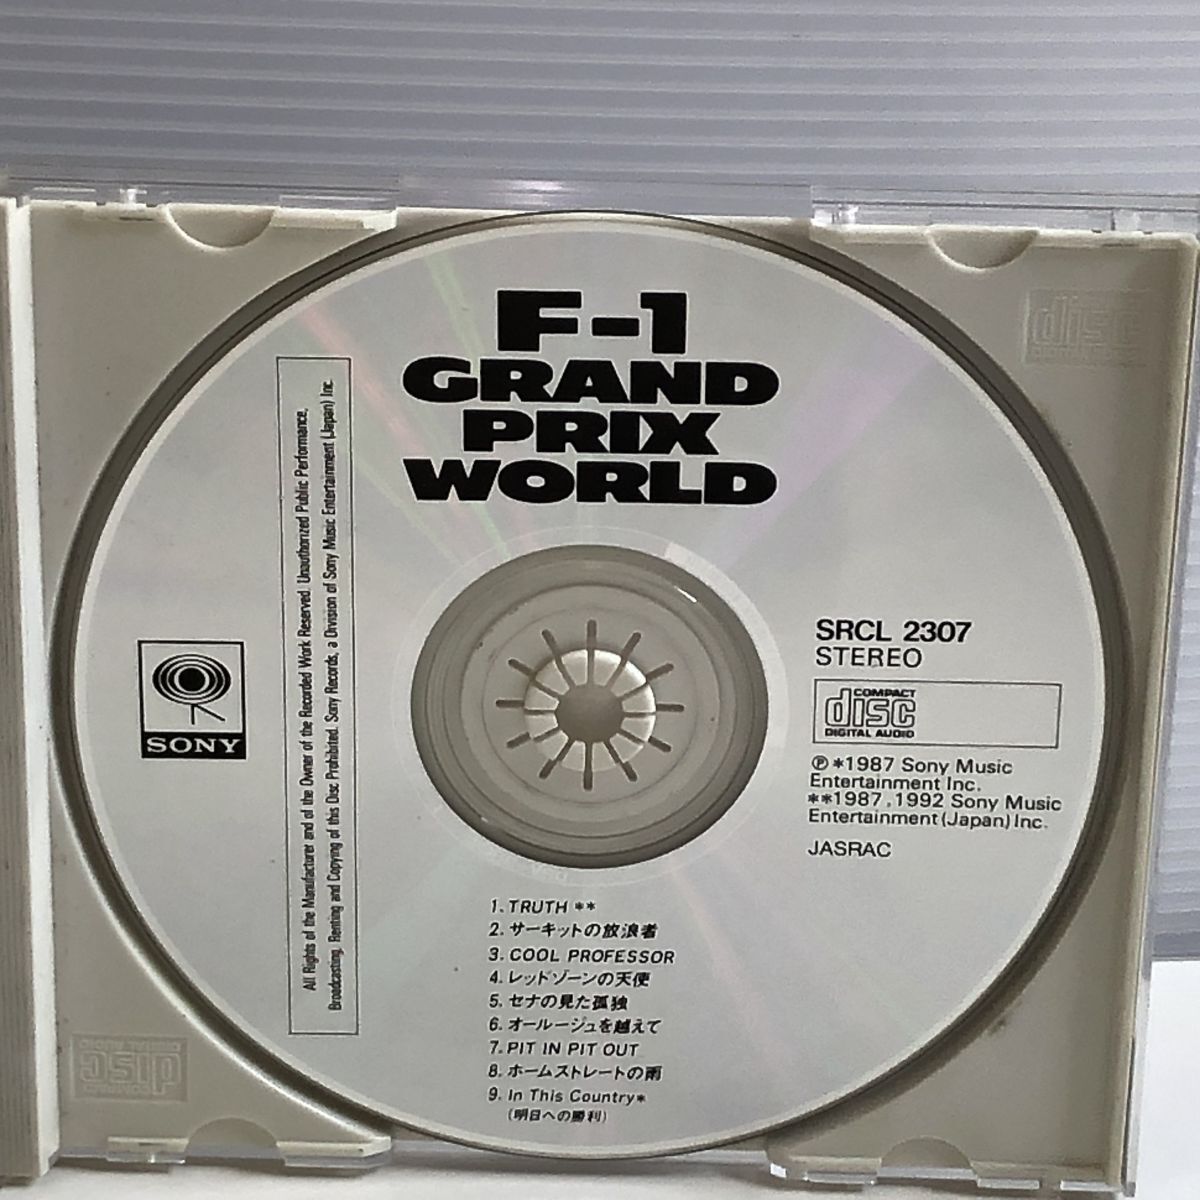 F-1
GRAND
PRIX
WORLD
All Rights of the Manufacturer and of the Owner of the Recorded Work Reserved. Unauthorized Public Performance,
Broadcasting, Renting and Copying of this Disc Prohibited. Sony Records, a Division of Sony Music Entertainment (Japan) Inc.
SONY
SRCL 2307
STEREO
COMPACT
disc
DIGITAL AUDIO
℗*1987 Sony Music
Entertainment Inc.
**1987, 1992 Sony Music
Entertainment (Japan) Inc.
JASRAC
1. TRUTH **
2. サーキットの放浪者
3. COOL PROFESSOR
4. レッドゾーンの天使
5. セナの見た孤独
6. オールージュを越えて
7. PIT IN PIT OUT
8. ホームストレートの雨
9. In This Country*
(明日への勝利)
disc
disc
DIGITAL AUDIO